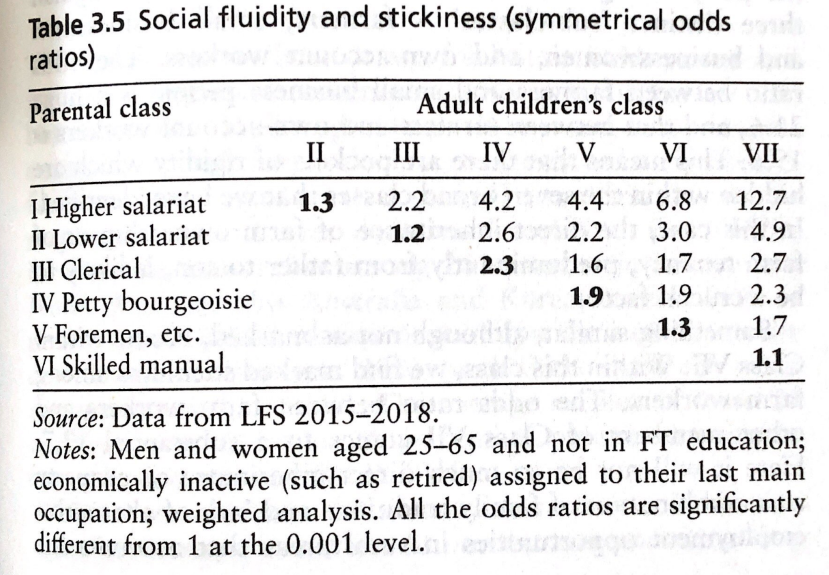 Table 3.5 Social fluidity and stickiness (symmetrical odds
ratios)
Parental class Adult children's class
II III IV V VI VII
I Higher salariat 1.3 2.2 4.2 4.4 6.8 12.7
II Lower salariat 1.2 2.6 2.2 3.0 4.9
III Clerical 2.3 1.6 1.7 2.7
IV Petty bourgeoisie 1.9 1.9 2.3
V Foremen, etc. 1.3 1.7
VI Skilled manual 1.1
Source: Data from LFS 2015–2018.
Notes: Men and women aged 25–65 and not in FT education;
economically inactive (such as retired) assigned to their last main
occupation; weighted analysis. All the odds ratios are significantly
different from 1 at the 0.001 level.